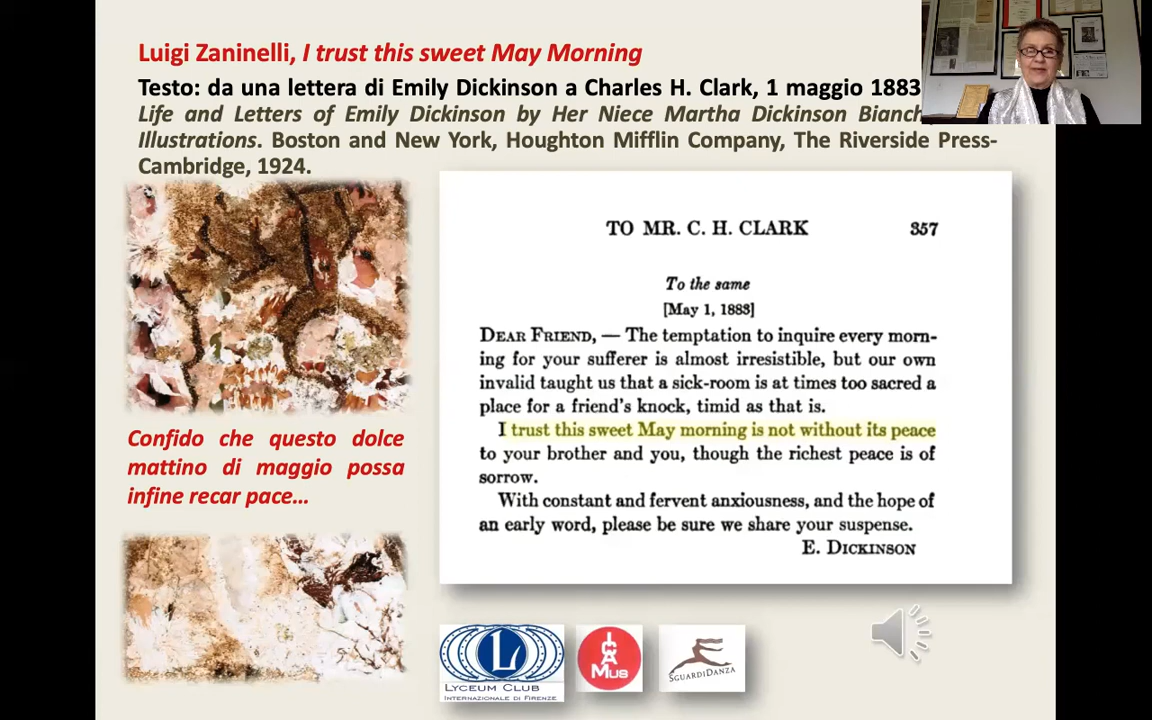 Luigi Zaninelli, I trust this sweet May Morning
Testo: da una lettera di Emily Dickinson a Charles H. Clark, 1 maggio 1883
Life and Letters of Emily Dickinson by Her Niece Martha Dickinson
Illustrations. Boston and New York, Houghton Mifflin Company, The Riverside Press-
Cambridge, 1924.
TO MR. C. H. CLARK 357
To the same
[May 1, 1883]
DEAR FRIEND, — The temptation to inquire every morn-
ing for your sufferer is almost irresistible, but our own
invalid taught us that a sick-room is at times too sacred a
place for a friend's knock, timid as that is.
I trust this sweet May morning is not without its peace
to your brother and you, though the richest peace is of
sorrow.
With constant and fervent anxiousness, and the hope of
an early word, please be sure we share your suspense.
E. DICKINSON
Confido che questo dolce
mattino di maggio possa
infine recar pace...
L
LYCEUM CLUB
INTERNAZIONALE DI FIRENZE
IC
AMUS
SGUARDIDANZA